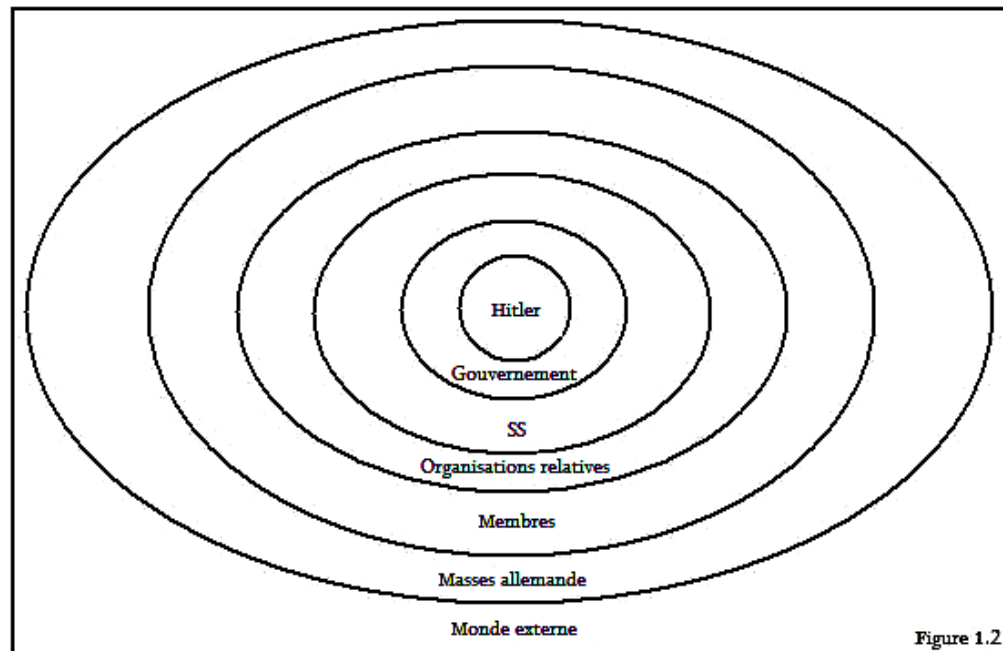 Hitler
Gouvernement
SS
Organisations relatives
Membres
Masses allemande
Monde externe
Figure 1.2